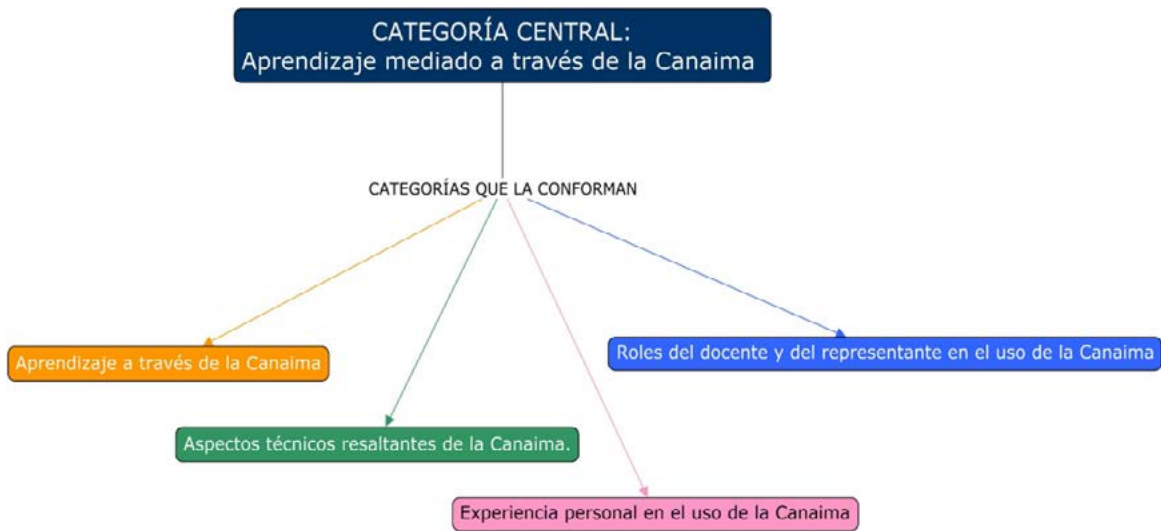 CATEGORÍA CENTRAL:
Aprendizaje mediado a través de la Canaima
CATEGORÍAS QUE LA CONFORMAN
Aprendizaje a través de la Canaima
Roles del docente y del representante en el uso de la Canaima
Aspectos técnicos resaltantes de la Canaima.
Experiencia personal en el uso de la Canaima